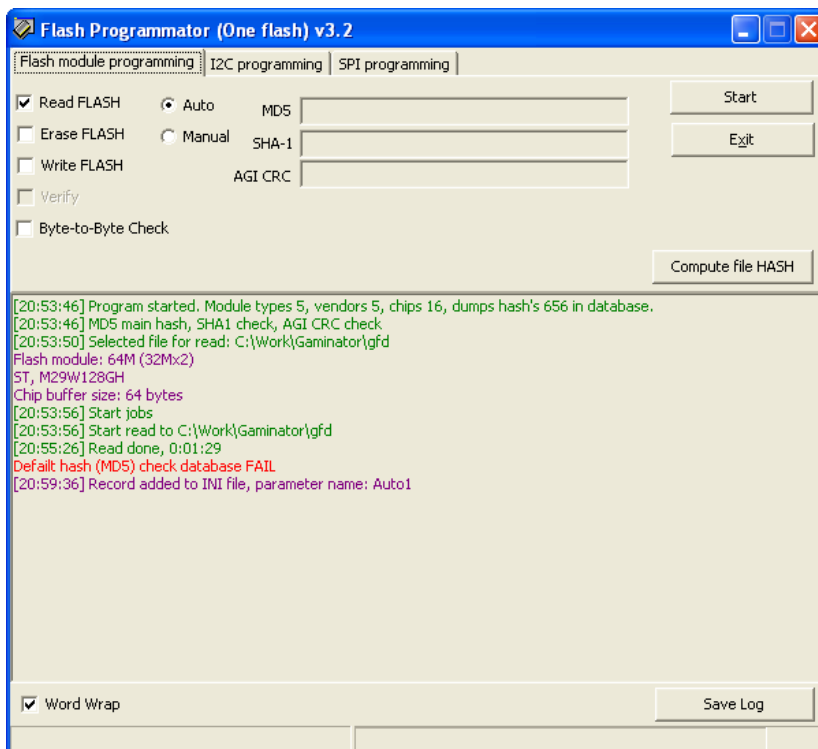 Flash Programmator (One flash) v3.2
Flash module programming I2C programming SPI programming
Read FLASH Auto MD5 Start
Erase FLASH Manual SHA-1 Exit
Write FLASH AGI CRC
Verify
Byte-to-Byte Check
Compute file HASH
[20:53:46] Program started. Module types 5, vendors 5, chips 16, dumps hash's 656 in database.
[20:53:46] MD5 main hash, SHA1 check, AGI CRC check
[20:53:50] Selected file for read: C:\Work\Gaminator\gfd
Flash module: 64M (32Mx2)
ST, M29W128GH
Chip buffer size: 64 bytes
[20:53:56] Start jobs
[20:53:56] Start read to C:\Work\Gaminator\gfd
[20:55:26] Read done, 0:01:29
Defailt hash (MD5) check database FAIL
[20:59:36] Record added to INI file, parameter name: Auto1
Word Wrap Save Log